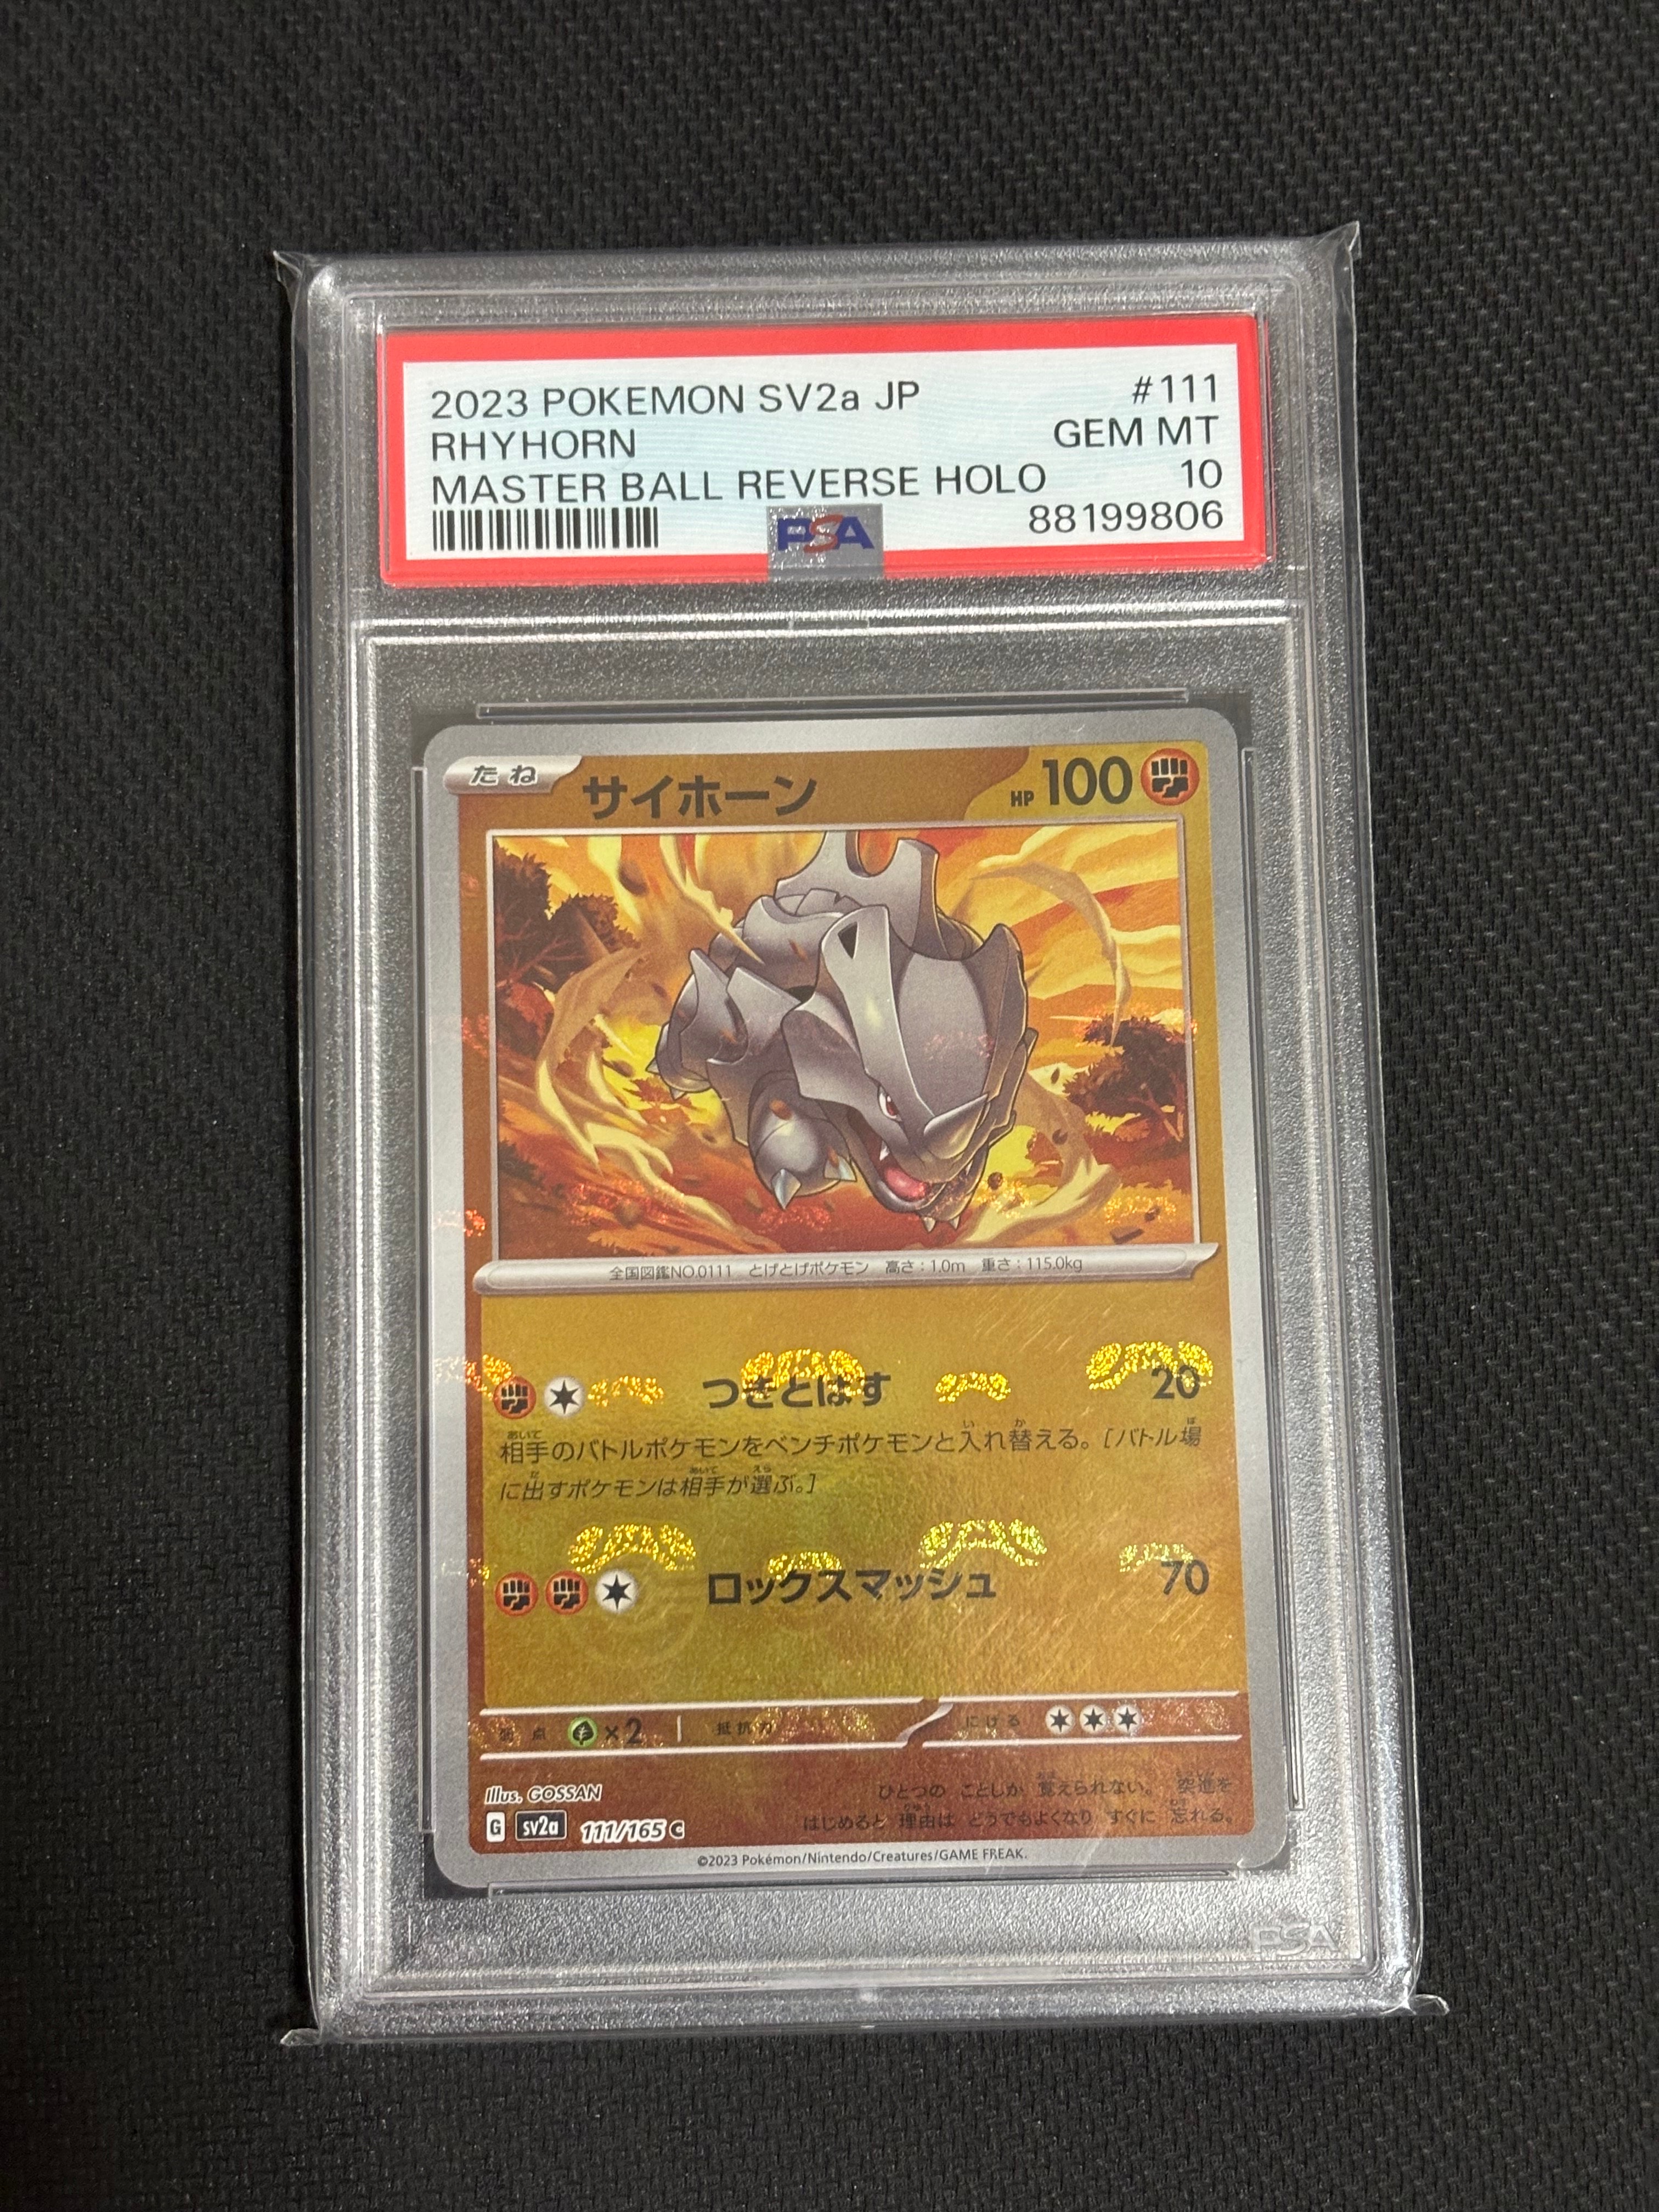 2023 POKEMON SV2a JP #111
RHYHORN GEM MT
MASTER BALL REVERSE HOLO 10
PSA 88199806
たね サイホーン HP 100
全国図鑑NO.0111 とげとげポケモン 高さ:1.0m 重さ:115.0kg
つきとばす 20
相手のバトルポケモンをベンチポケモンと入れ替える。[バトル場
に出すポケモンは相手が選ぶ。]
ロックスマッシュ 70
弱点 ×2 抵抗力 にげる
Illus. GOSSAN
ひとつの ことしか 覚えられない。 突進を
はじめると 理由は どうでもよくなり すぐに 忘れる。
G sv2a 111/165 C
©2023 Pokémon/Nintendo/Creatures/GAME FREAK.
PSA